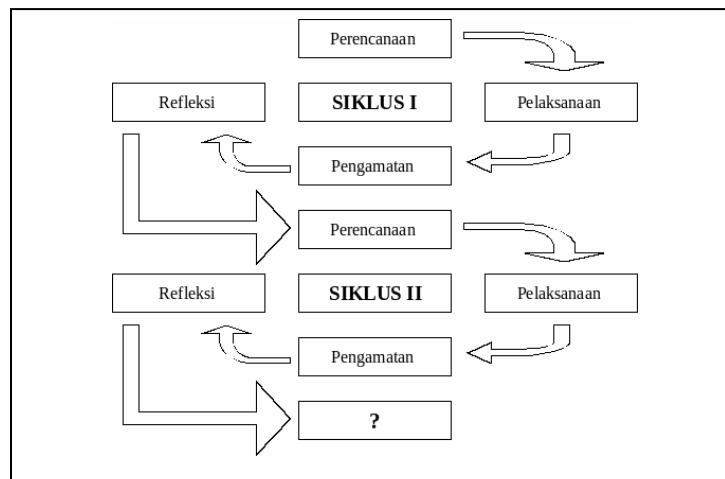 Perencanaan
Refleksi
SIKLUS I
Pelaksanaan
Pengamatan
Perencanaan
Refleksi
SIKLUS II
Pelaksanaan
Pengamatan
?